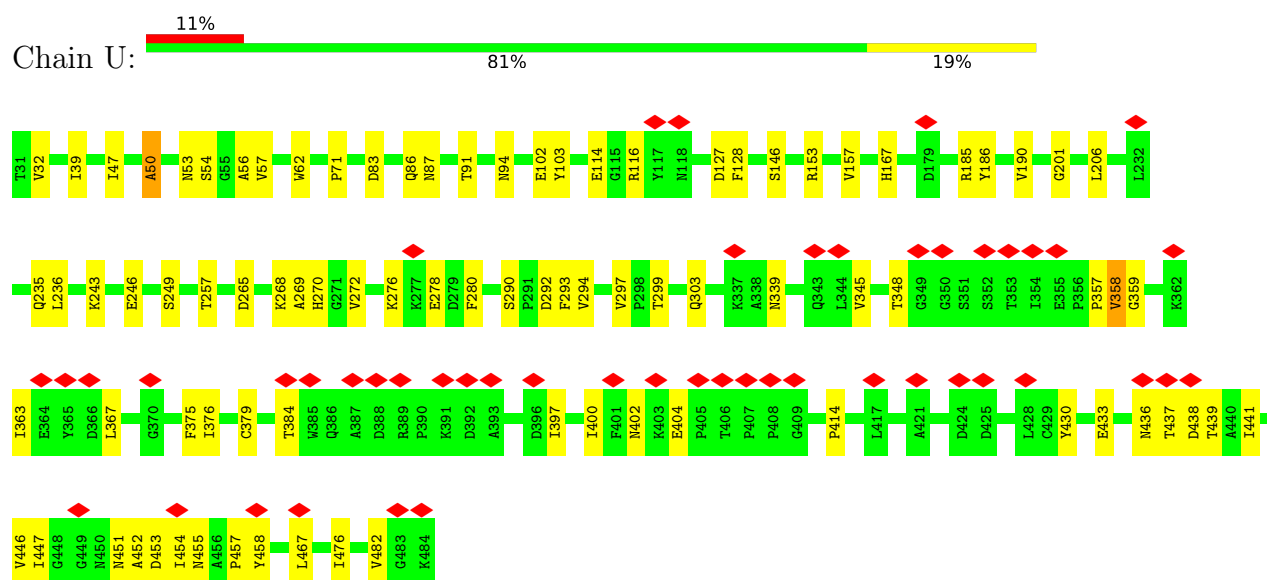 11%
Chain U:
81% 19%
T31 V32 I39 I47 A50 N53 S54 G55 A56 V57 W62 P71 D83 Q86 N87 T91 N94 E102 Y103 E114 G115 R116 Y117 N118 D127 F128 S146 R153 V157 H167 D179 R185 Y186 V190 G201 L206 L232
Q235 L236 K243 E246 S249 T257 D265 K268 A269 H270 G271 V272 K276 K277 E278 D279 F280 S290 P291 D292 F293 V294 V297 P298 T299 Q303 K337 A338 N339 Q343 L344 V345 T348 G349 G350 S351 S352 T353 I354 E355 P356 P357 V358 G359 K362
I363 E364 Y365 D366 L367 G370 F375 I376 C379 T384 W385 Q386 A387 D388 R389 P390 K391 D392 A393 D396 I397 I400 F401 N402 K403 E404 P405 T406 P407 P408 G409 P414 L417 A421 D424 D425 L428 C429 Y430 E433 N436 T437 D438 T439 A440 I441
V446 I447 G448 G449 N450 N451 A452 D453 I454 N455 A456 P457 Y458 L467 I476 V482 G483 K484